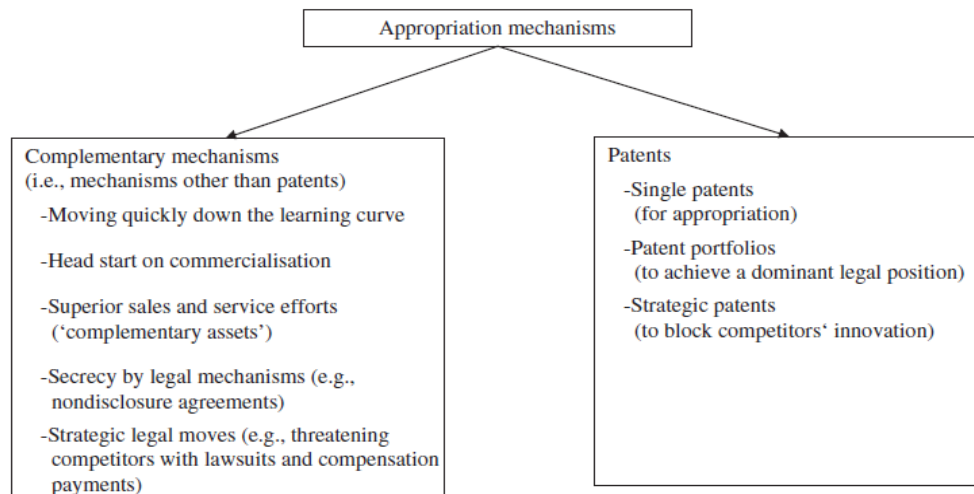 Appropriation mechanisms
Complementary mechanisms
(i.e., mechanisms other than patents)
-Moving quickly down the learning curve
-Head start on commercialisation
-Superior sales and service efforts
(‘complementary assets’)
-Secrecy by legal mechanisms (e.g.,
nondisclosure agreements)
-Strategic legal moves (e.g., threatening
competitors with lawsuits and compensation
payments)
Patents
-Single patents
(for appropriation)
-Patent portfolios
(to achieve a dominant legal position)
-Strategic patents
(to block competitors‘ innovation)